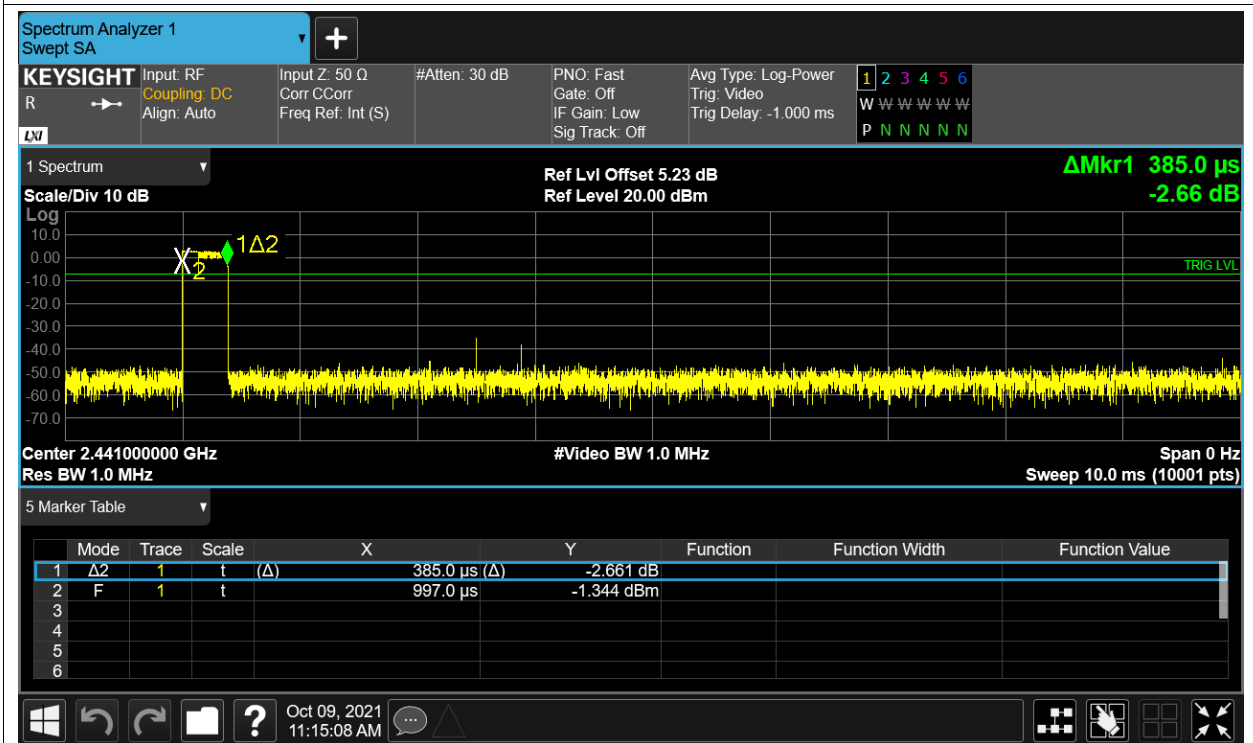 Spectrum Analyzer 1
Swept SA
KEYSIGHT
R
LXI
Input: RF
Coupling: DC
Align: Auto
Input Z: 50 Ω
Corr CCorr
Freq Ref: Int (S)
#Atten: 30 dB
PNO: Fast
Gate: Off
IF Gain: Low
Sig Track: Off
Avg Type: Log-Power
Trig: Video
Trig Delay: -1.000 ms
1 2 3 4 5 6
W W W W W W
P N N N N N
1 Spectrum
Scale/Div 10 dB
Ref Lvl Offset 5.23 dB
Ref Level 20.00 dBm
ΔMkr1 385.0 µs
-2.66 dB
Log
10.0
0.00
-10.0
-20.0
-30.0
-40.0
-50.0
-60.0
-70.0
X
2
1Δ2
TRIG LVL
Center 2.441000000 GHz
#Video BW 1.0 MHz
Span 0 Hz
Res BW 1.0 MHz
Sweep 10.0 ms (10001 pts)
5 Marker Table
Mode Trace Scale X Y Function Function Width Function Value
1 Δ2 1 t (Δ) 385.0 µs (Δ) -2.661 dB
2 F 1 t 997.0 µs -1.344 dBm
3
4
5
6
?
Oct 09, 2021
11:15:08 AM